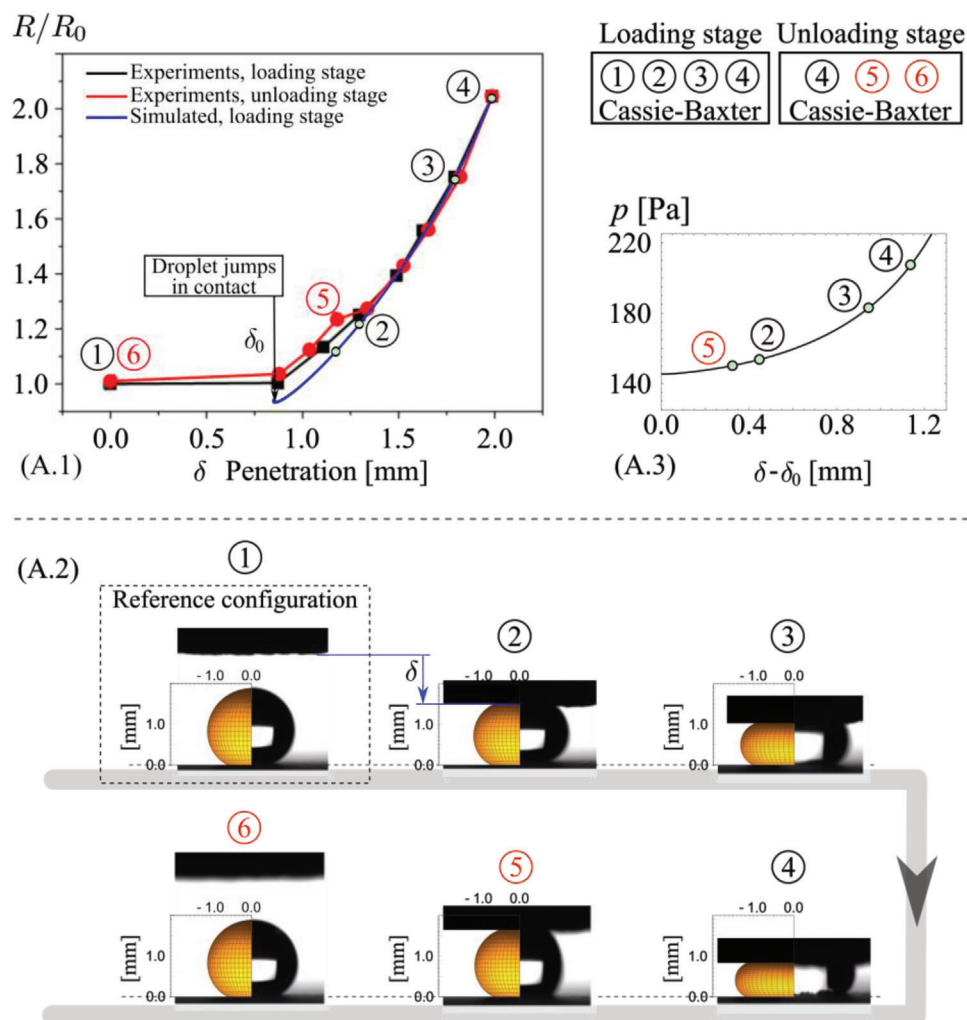 R/R₀
Experiments, loading stage
Experiments, unloading stage
Simulated, loading stage
2.0
1.8
1.6
1.4
1.2
1.0
Droplet jumps
in contact
δ₀
① ⑥
⑤
②
③
④
0.0 0.5 1.0 1.5 2.0
(A.1)
δ Penetration [mm]
Loading stage
① ② ③ ④
Cassie-Baxter
Unloading stage
④ ⑤ ⑥
Cassie-Baxter
p [Pa]
220
180
140
⑤ ② ③ ④
0.0 0.4 0.8 1.2
(A.3)
δ-δ₀ [mm]
(A.2)
①
Reference configuration
δ
- 1.0 0.0
[mm]
1.0
0.0
②
- 1.0 0.0
[mm]
1.0
0.0
③
- 1.0 0.0
[mm]
1.0
0.0
⑥
- 1.0 0.0
[mm]
1.0
0.0
⑤
- 1.0 0.0
[mm]
1.0
0.0
④
- 1.0 0.0
[mm]
1.0
0.0